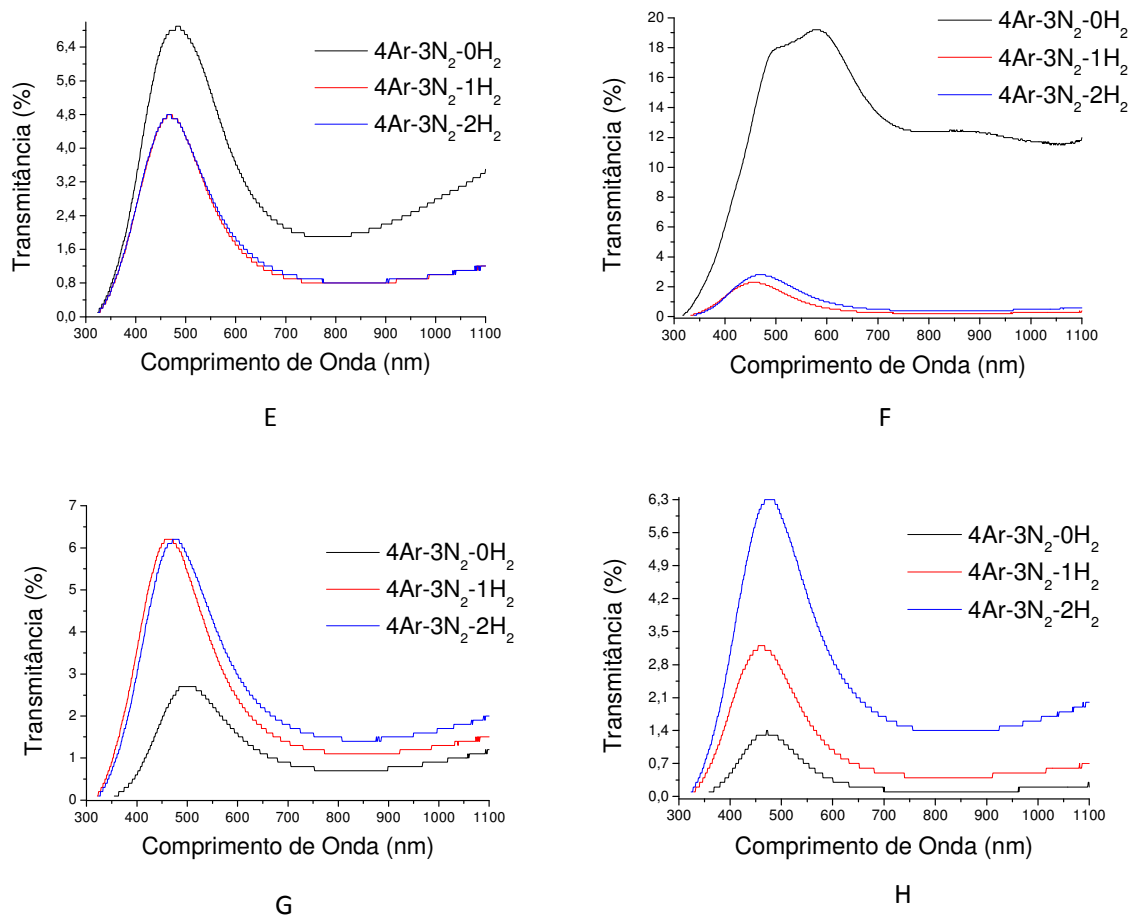 6,4
5,6
4,8
4,0
3,2
2,4
1,6
0,8
0,0
Transmitância (%)
300 400 500 600 700 800 900 1000 1100
Comprimento de Onda (nm)
4Ar-3N₂-0H₂
4Ar-3N₂-1H₂
4Ar-3N₂-2H₂
E
20
18
16
14
12
10
8
6
4
2
0
Transmitância (%)
300 400 500 600 700 800 900 1000 1100
Comprimento de Onda (nm)
4Ar-3N₂-0H₂
4Ar-3N₂-1H₂
4Ar-3N₂-2H₂
F
7
6
5
4
3
2
1
0
Transmitância (%)
300 400 500 600 700 800 900 1000 1100
Comprimento de Onda (nm)
4Ar-3N₂-0H₂
4Ar-3N₂-1H₂
4Ar-3N₂-2H₂
G
6,3
5,6
4,9
4,2
3,5
2,8
2,1
1,4
0,7
0,0
Transmitância (%)
300 400 500 600 700 800 900 1000 1100
Comprimento de Onda (nm)
4Ar-3N₂-0H₂
4Ar-3N₂-1H₂
4Ar-3N₂-2H₂
H